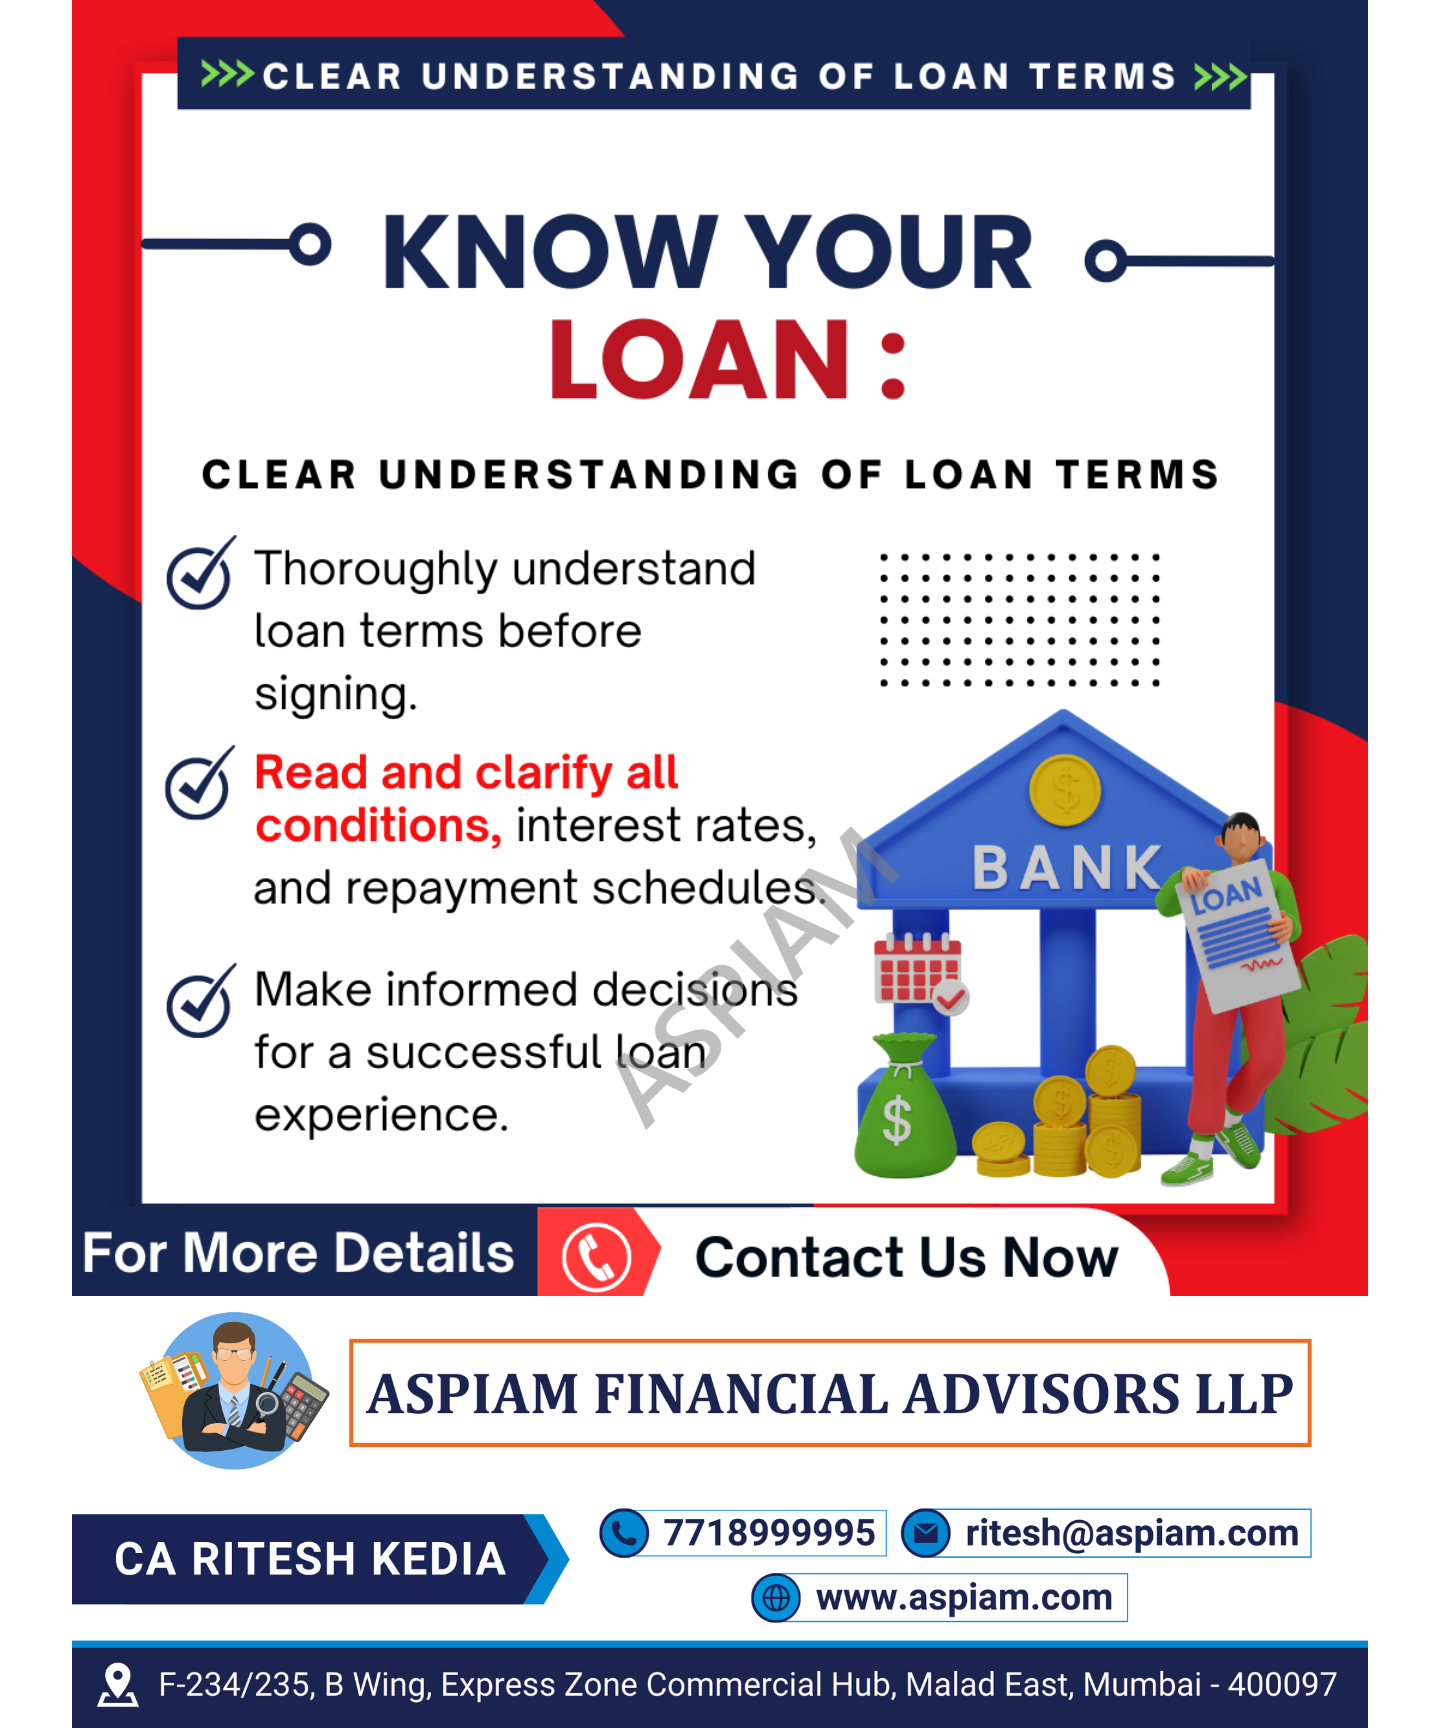 >>> CLEAR UNDERSTANDING OF LOAN TERMS >>>
KNOW YOUR
LOAN :
CLEAR UNDERSTANDING OF LOAN TERMS
Thoroughly understand
loan terms before
signing.
Read and clarify all
conditions, interest rates,
and repayment schedules.
Make informed decisions
for a successful loan
experience.
ASPIAM
$
BANK
LOAN
$
$
$
$
For More Details
Contact Us Now
ASPIAM FINANCIAL ADVISORS LLP
CA RITESH KEDIA
7718999995
ritesh@aspiam.com
www.aspiam.com
F-234/235, B Wing, Express Zone Commercial Hub, Malad East, Mumbai - 400097